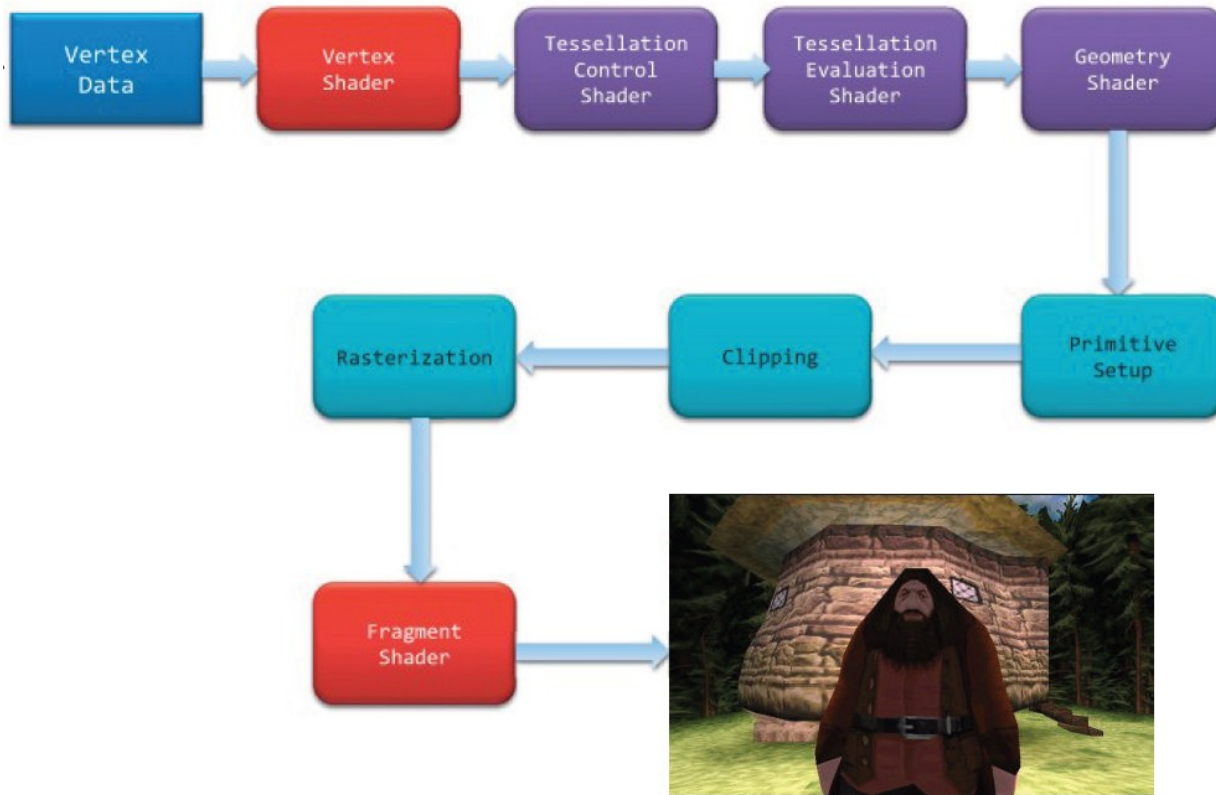 Vertex
Data
Vertex
Shader
Tessellation
Control
Shader
Tessellation
Evaluation
Shader
Geometry
Shader
Primitive
Setup
Clipping
Rasterization
Fragment
Shader